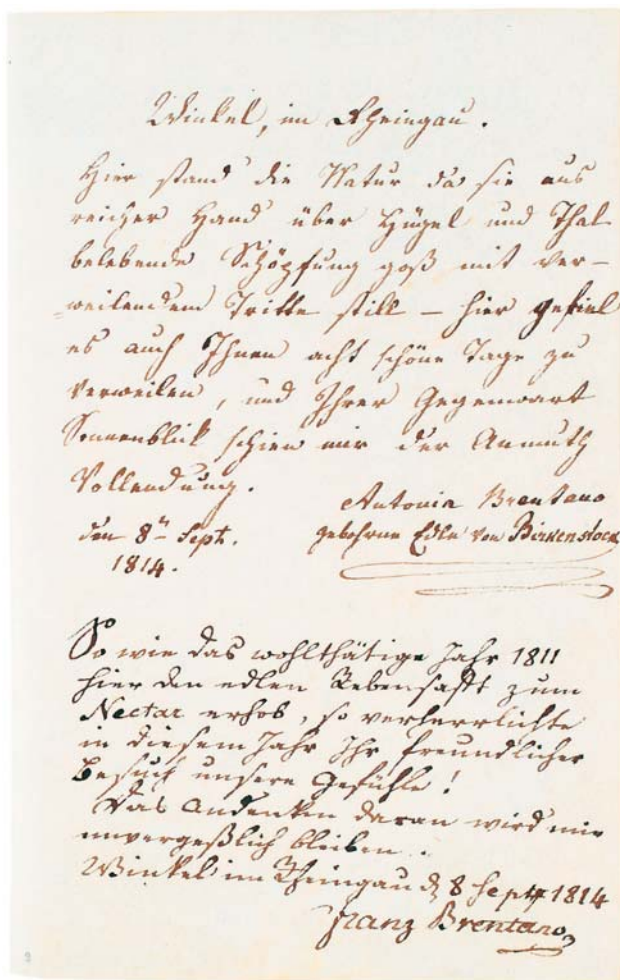 Winkel, im Rheingau.
Hier stand die Natur da sie aus
reicher Hand über Hügel und Thal
belebende Schöpfung goß mit ver-
=weilendem Tritte still – hier gefiel
es auch Ihnen acht schöne Tage zu
verweilen, und Ihrer Gegenwart
Sonnenblick schien mir der Anmuth
Vollendung.
Antonia Brentano
den 8n Sept.
gebohrne Edle von Birkenstock
1814.
So wie das wohlthätige Jahr 1811
hier den edlen Rebensaft zum
Nectar erhob, so verherrlichte
in diesem Jahr Ihr freundlicher
Besuch unsere Gefühle!
Das Andenken daran wird mir
unvergeßlich bleiben.
Winkel im Rheingau d 8 Sept 1814
Franz Brentano